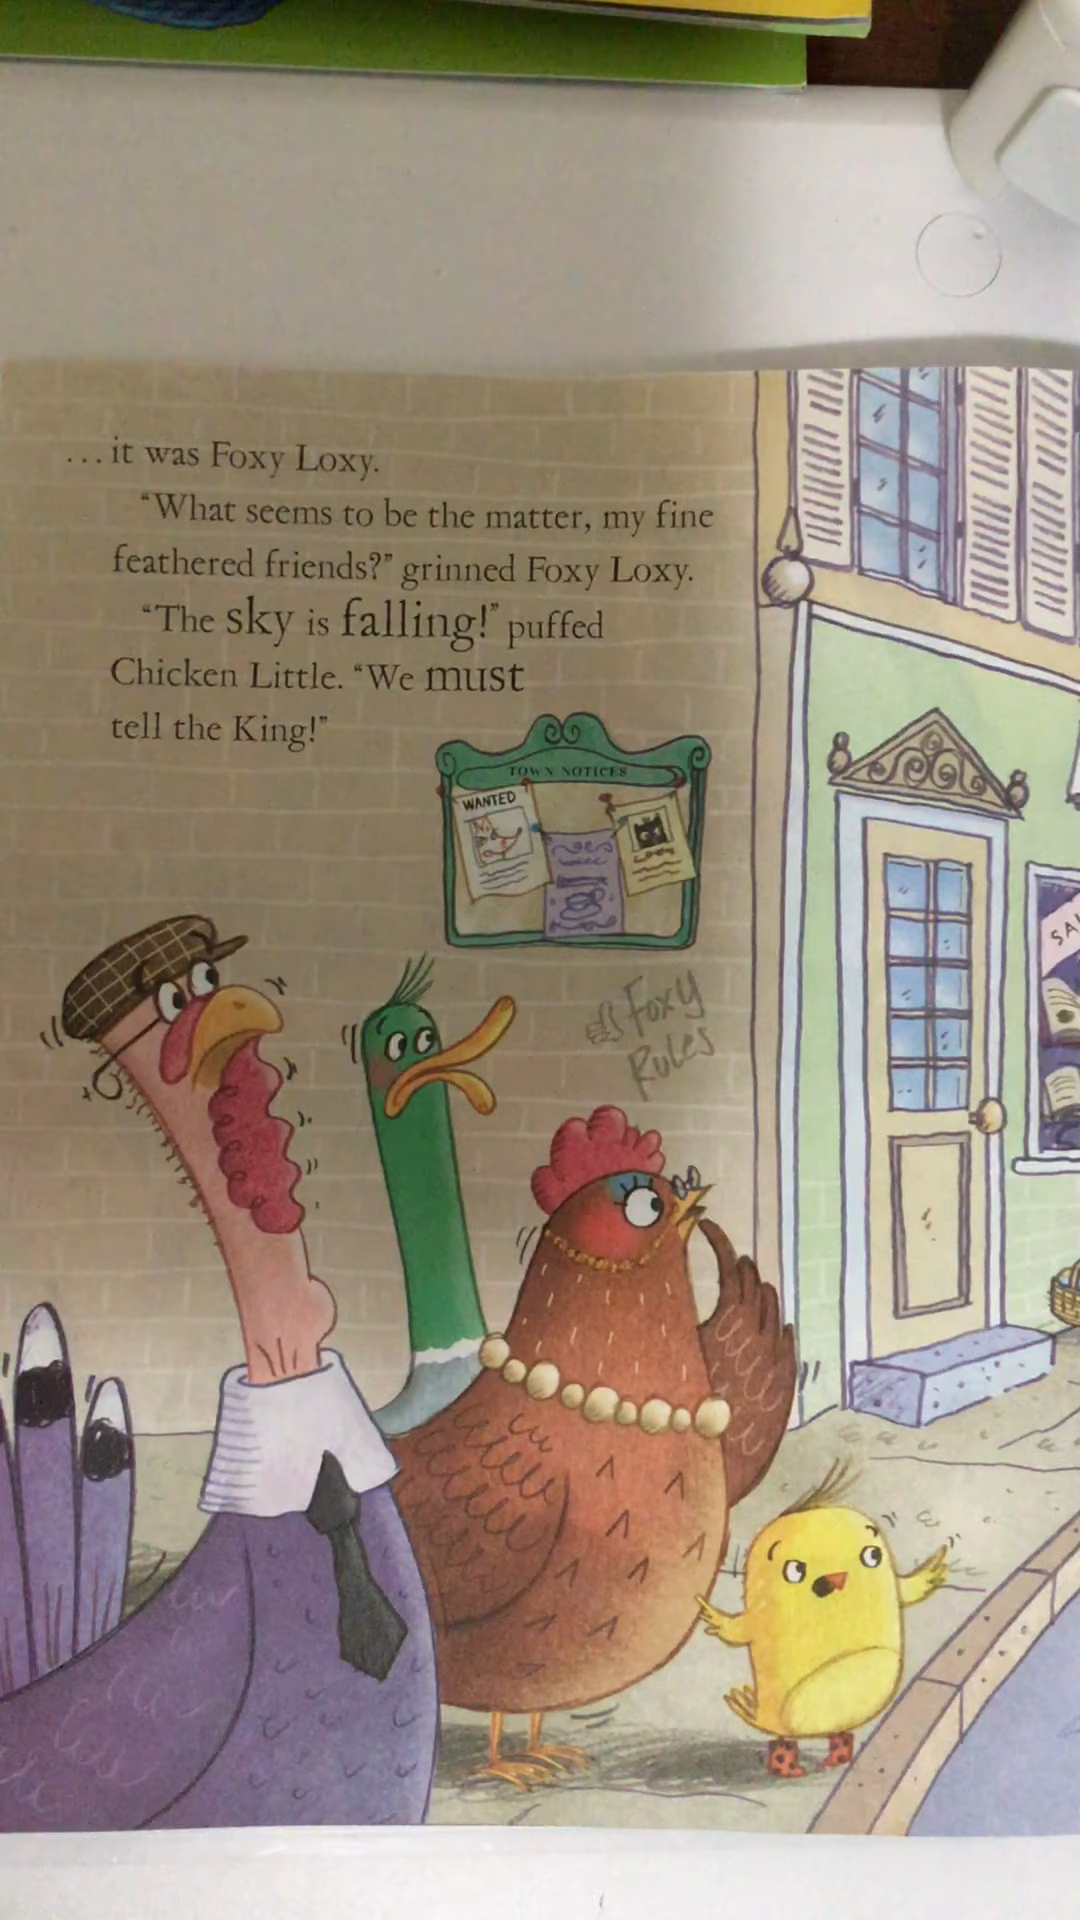 ...it was Foxy Loxy.
“What seems to be the matter, my fine
feathered friends?” grinned Foxy Loxy.
“The sky is falling!” puffed
Chicken Little. “We must
tell the King!”
TOWN NOTICES
WANTED
Foxy
Rules